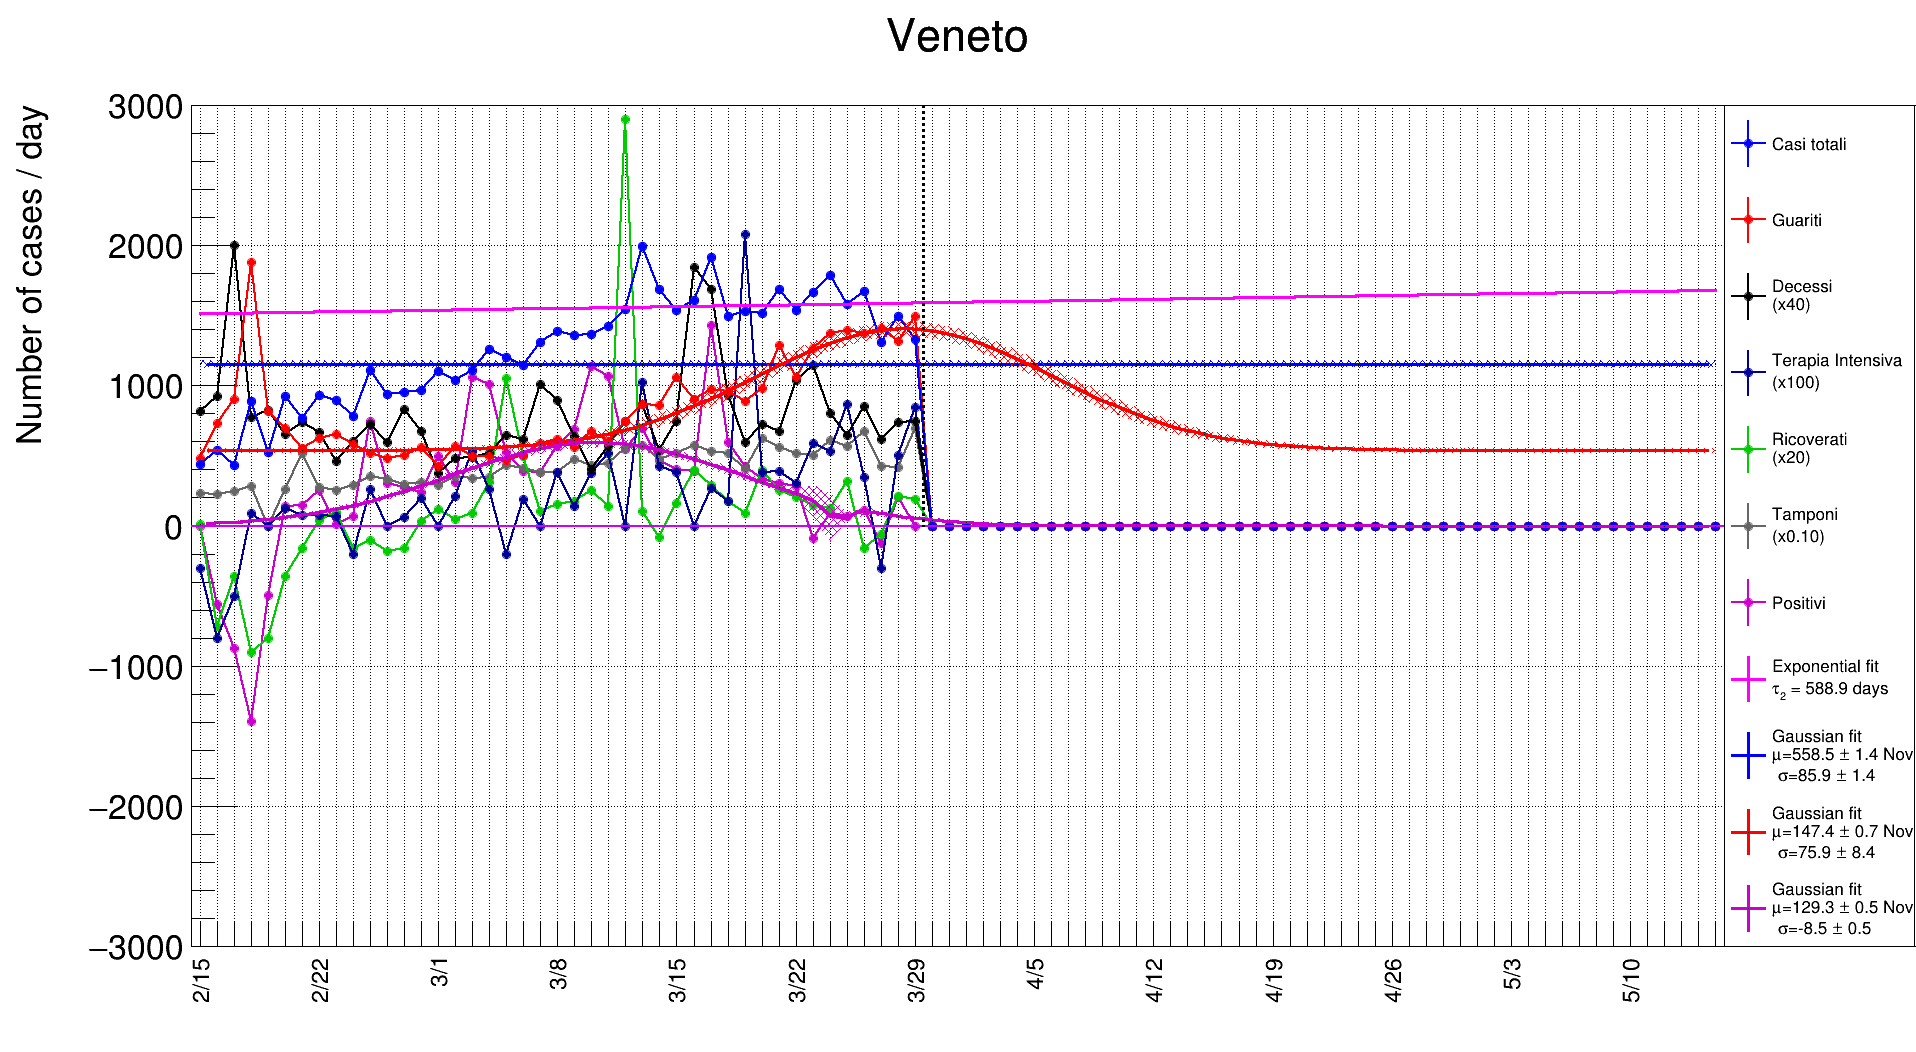 Veneto
Number of cases / day
3000
2000
1000
0
−1000
−2000
−3000
2/15
2/22
3/1
3/8
3/15
3/22
3/29
4/5
4/12
4/19
4/26
5/3
5/10
Casi totali
Guariti
Decessi
(x40)
Terapia Intensiva
(x100)
Ricoverati
(x20)
Tamponi
(x0.10)
Positivi
Exponential fit
τ2 = 588.9 days
Gaussian fit
μ=558.5 ± 1.4 Nov
σ=85.9 ± 1.4
Gaussian fit
μ=147.4 ± 0.7 Nov
σ=75.9 ± 8.4
Gaussian fit
μ=129.3 ± 0.5 Nov
σ=-8.5 ± 0.5